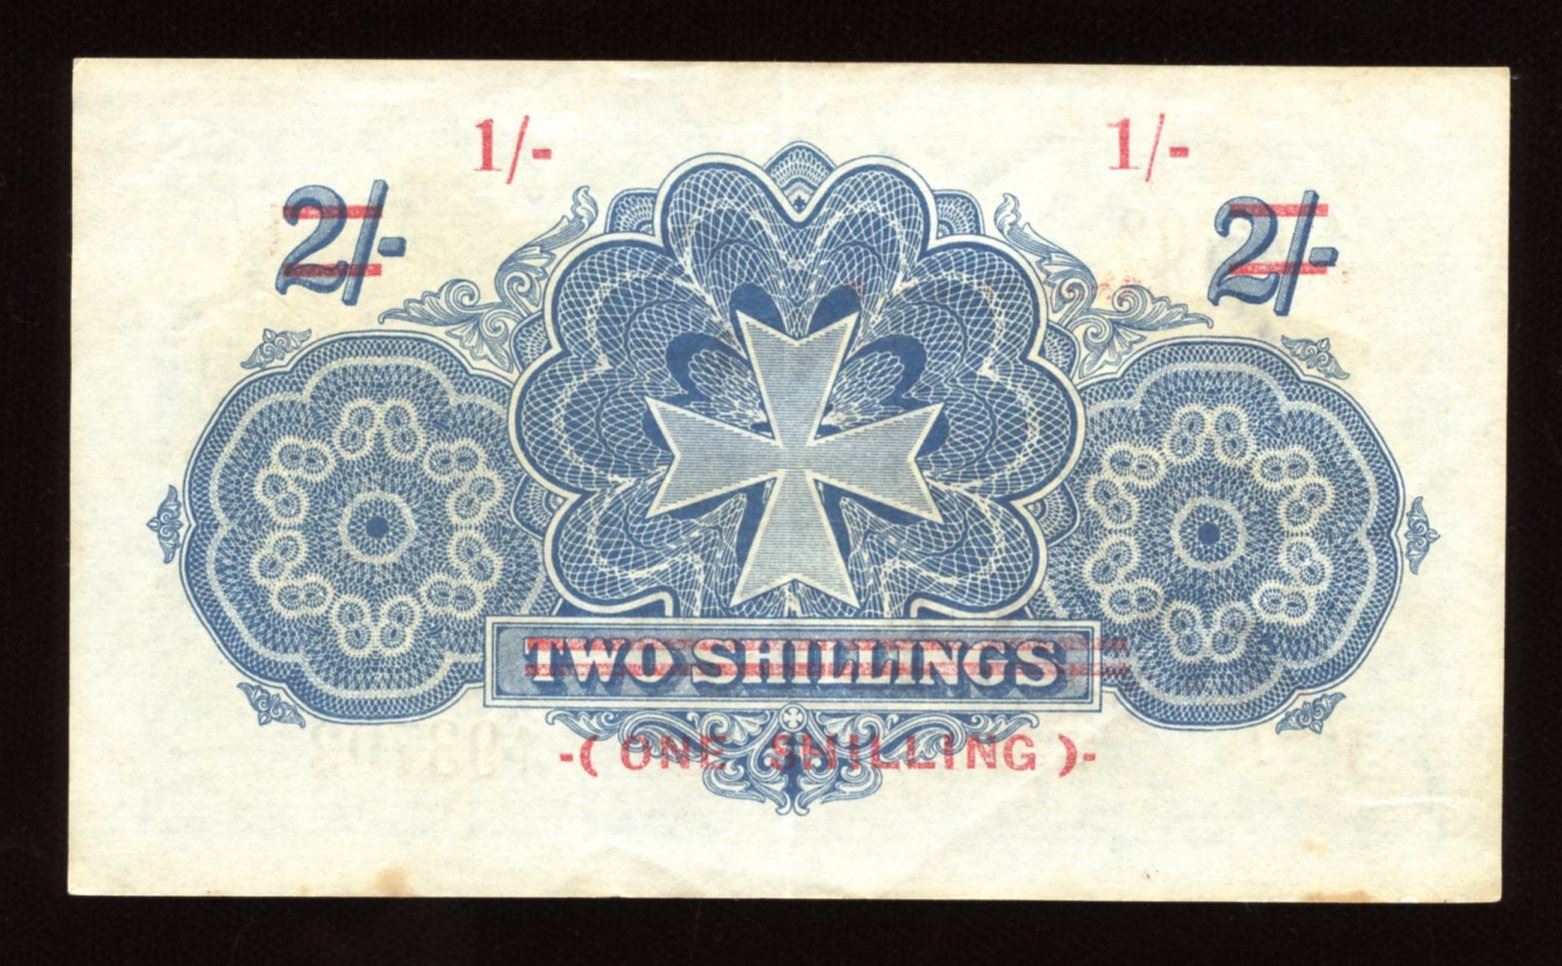 1/- 1/-
2/- 2/-
TWO SHILLINGS
-( ONE SHILLING )-